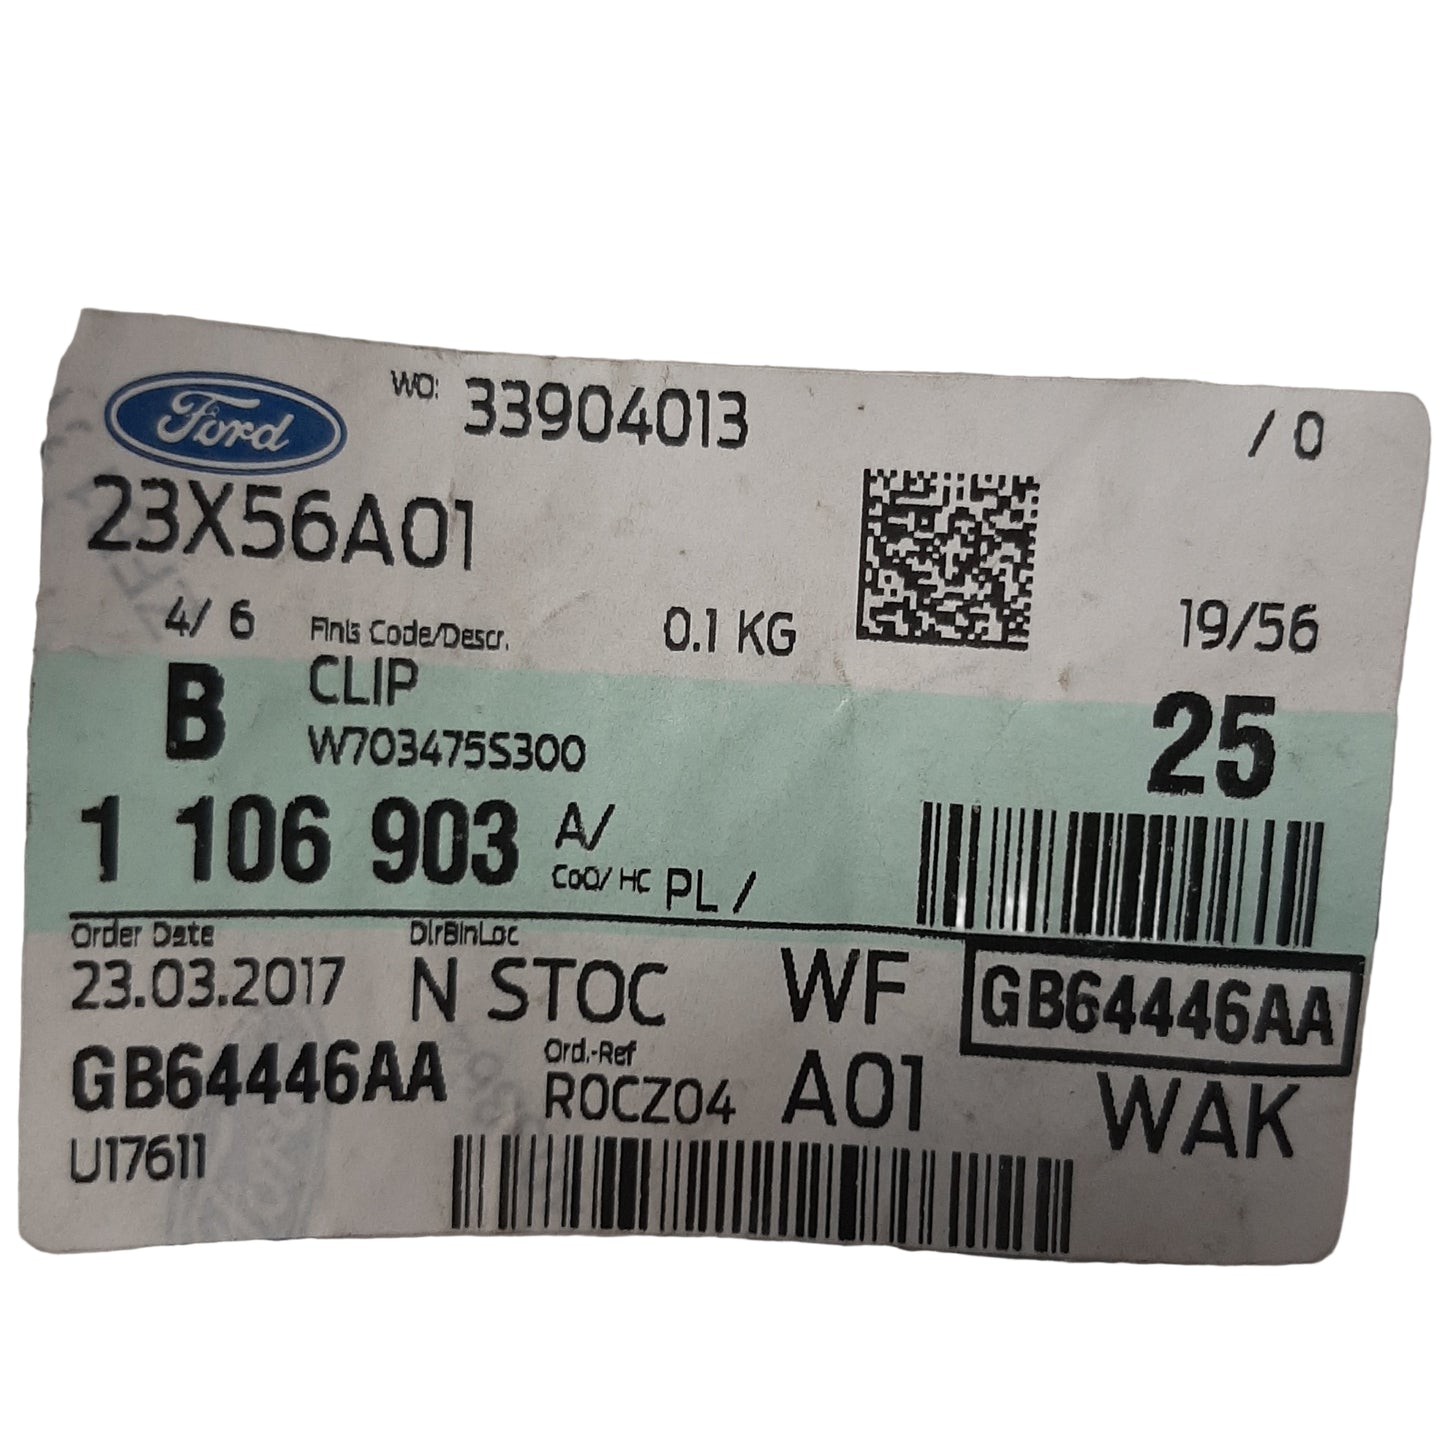 Ford
WO: 33904013
/ 0
23X56A01
4/ 6
Finis Code/Descr.
0.1 KG
19/56
B
CLIP
25
W703475S300
1 106 903
A/
CoO/ HC PL /
Order Date
DlrBinLoc
23.03.2017
N STOC
WF
GB64446AA
GB64446AA
Ord.-Ref
R0CZ04
A01
WAK
U17611